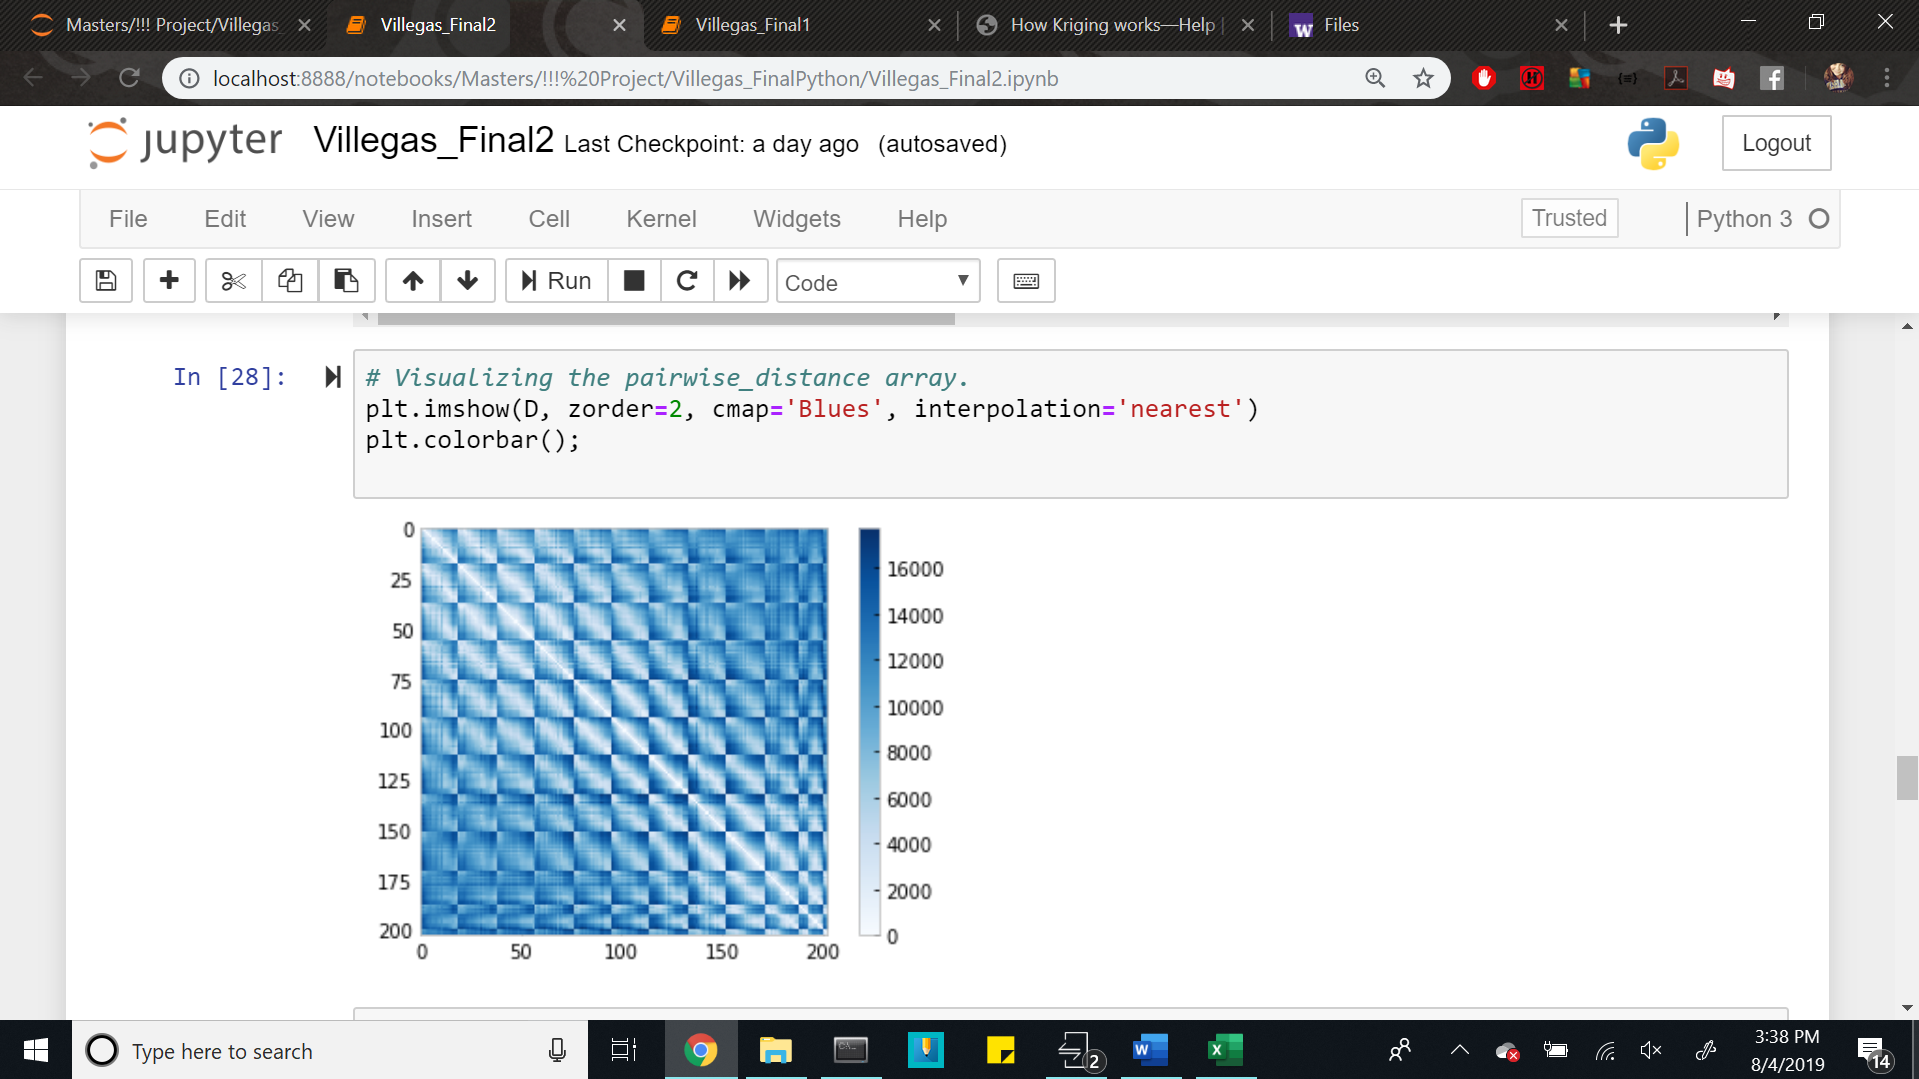 Masters/!!! Project/Villegas_
Villegas_Final2
Villegas_Final1
How Kriging works—Help |
W Files
localhost:8888/notebooks/Masters/!!!%20Project/Villegas_FinalPython/Villegas_Final2.ipynb
jupyter Villegas_Final2 Last Checkpoint: a day ago (autosaved)
Logout
File Edit View Insert Cell Kernel Widgets Help
Trusted
Python 3
Run
Code
In [28]:
# Visualizing the pairwise_distance array.
plt.imshow(D, zorder=2, cmap='Blues', interpolation='nearest')
plt.colorbar();
0
25
50
75
100
125
150
175
200
0 50 100 150 200
16000
14000
12000
10000
8000
6000
4000
2000
0
Type here to search
2
W
X
3:38 PM
8/4/2019
14